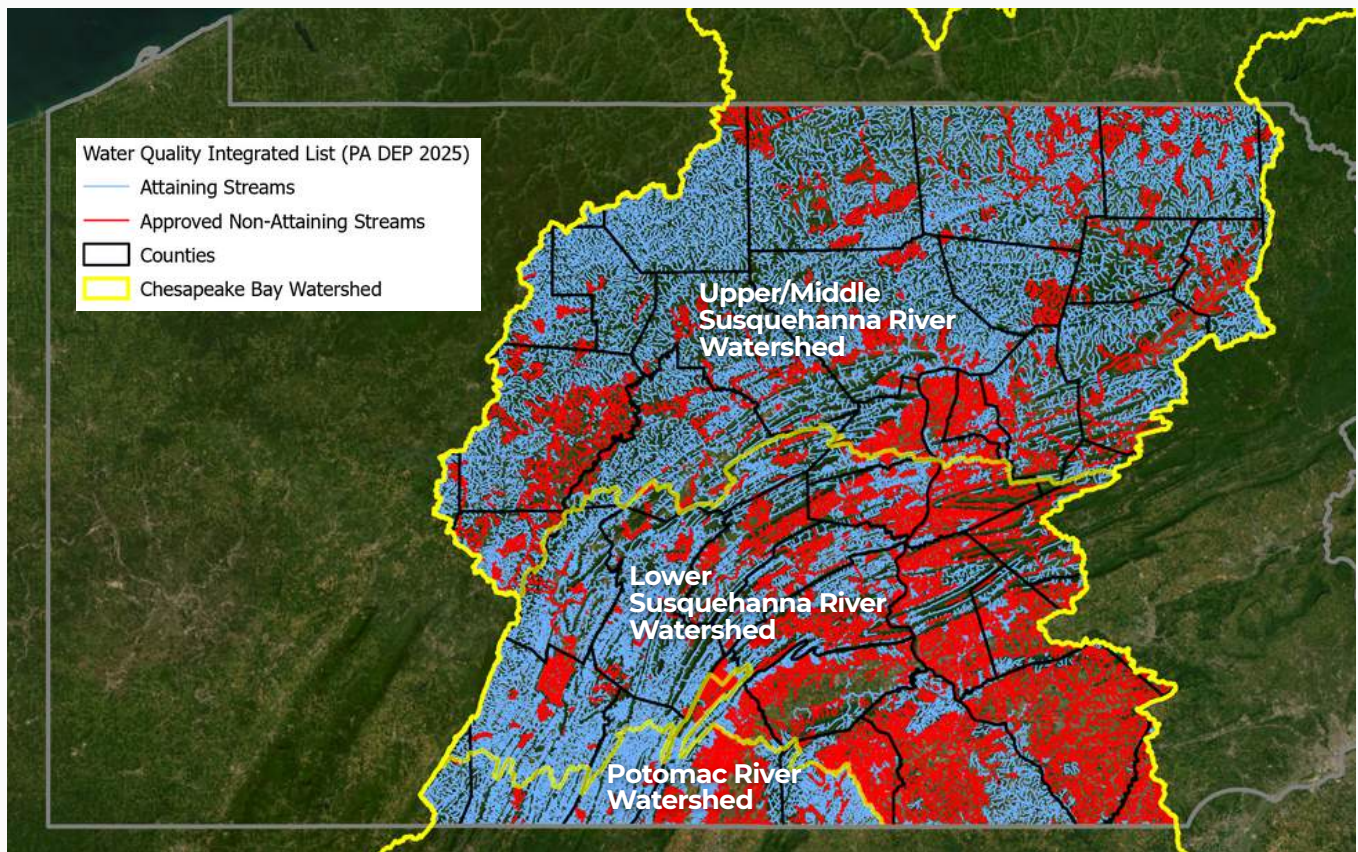 Water Quality Integrated List (PA DEP 2025)
Attaining Streams
Approved Non-Attaining Streams
Counties
Chesapeake Bay Watershed
Upper/Middle
Susquehanna River
Watershed
Lower
Susquehanna River
Watershed
Potomac River
Watershed